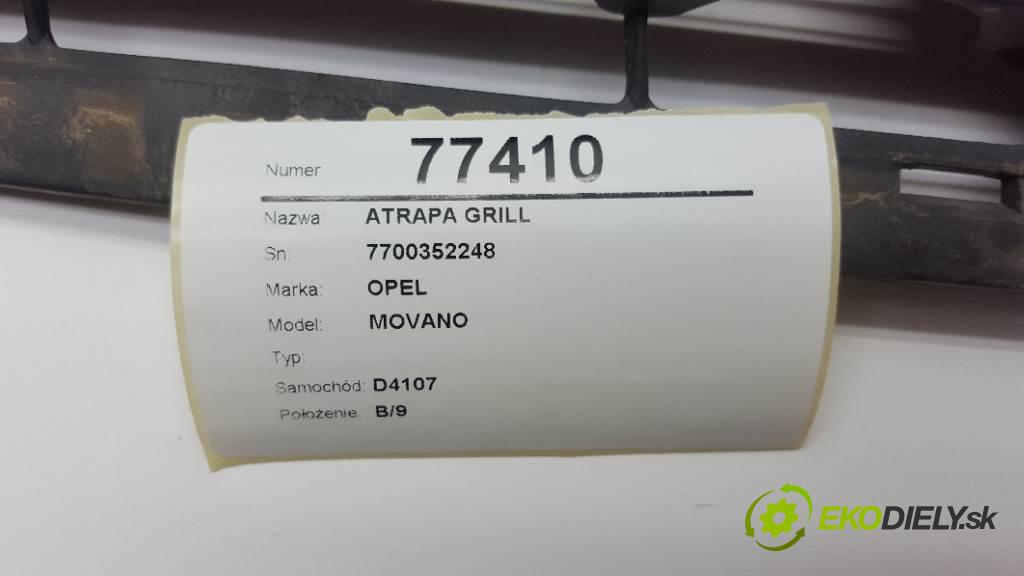 Numer: 77410
Nazwa: ATRAPA GRILL
Sn: 7700352248
Marka: OPEL
Model: MOVANO
Typ:
Samochód: D4107
Położenie: B/9
EKODIELY.sk